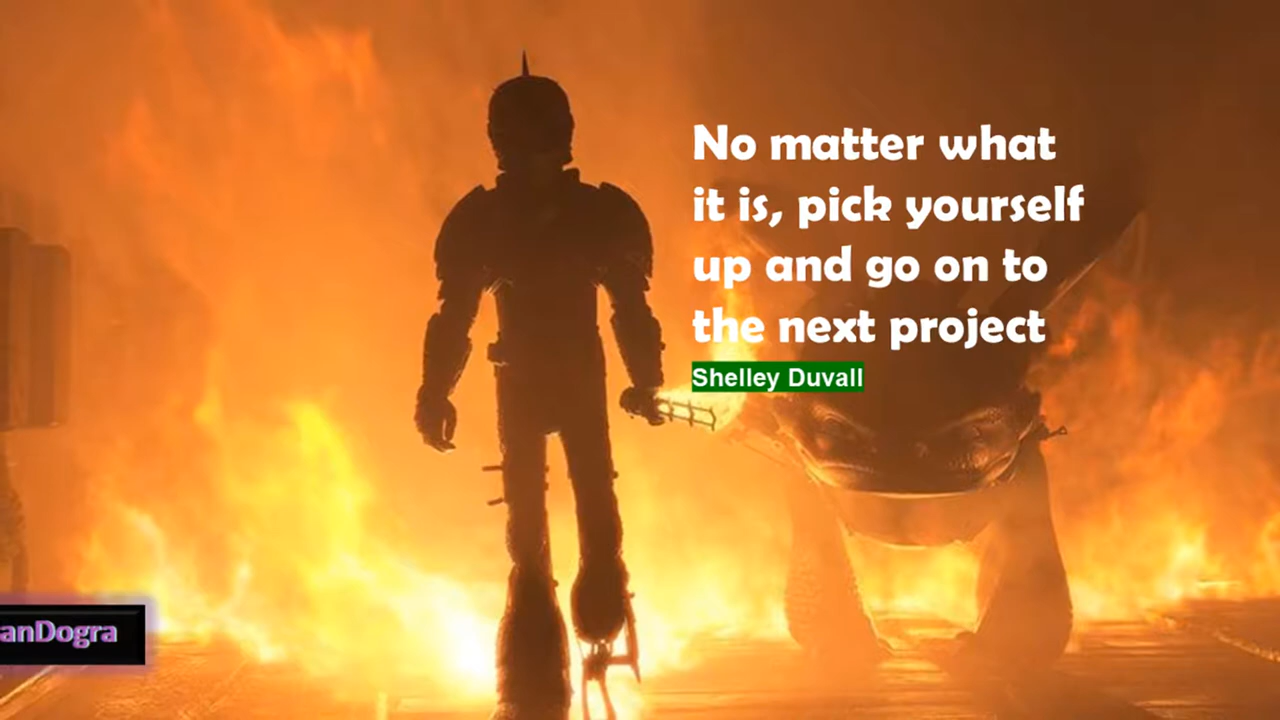 No matter what
it is, pick yourself
up and go on to
the next project
Shelley Duvall
anDogra